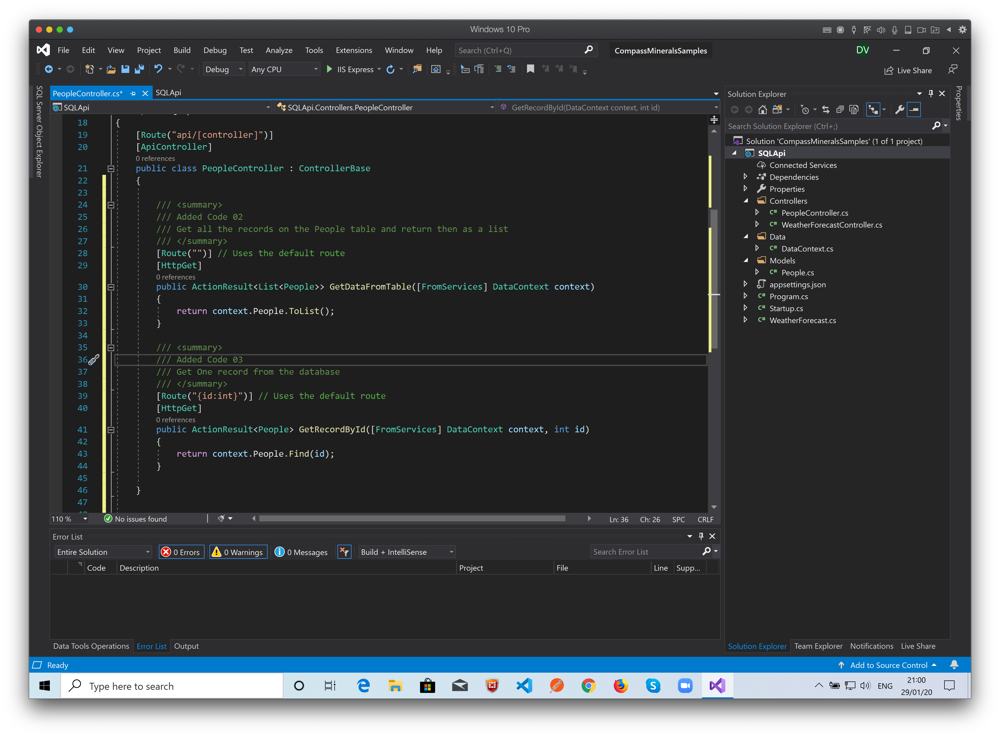 Windows 10 Pro
File Edit View Project Build Debug Test Analyze Tools Extensions Window Help Search (Ctrl+Q) CompassMineralsSamples DV
Debug Any CPU IIS Express Live Share
SQL Server Object Explorer
PeopleController.cs* SQLApi
SQLApi SQLApi.Controllers.PeopleController GetRecordById(DataContext context, int id)
18 {
19 [Route("api/[controller]")]
20 [ApiController]
0 references
21 public class PeopleController : ControllerBase
22 {
23
24 /// <summary>
25 /// Added Code 02
26 /// Get all the records on the People table and return then as a list
27 /// </summary>
28 [Route("")] // Uses the default route
29 [HttpGet]
0 references
30 public ActionResult<List<People>> GetDataFromTable([FromServices] DataContext context)
31 {
32 return context.People.ToList();
33 }
34
35 /// <summary>
36 /// Added Code 03
37 /// Get One record from the database
38 /// </summary>
39 [Route("{id:int}")] // Uses the default route
40 [HttpGet]
0 references
41 public ActionResult<People> GetRecordById([FromServices] DataContext context, int id)
42 {
43 return context.People.Find(id);
44 }
45
46 }
47
110 % No issues found Ln: 36 Ch: 26 SPC CRLF
Error List
Entire Solution 0 Errors 0 Warnings 0 Messages Build + IntelliSense Search Error List
Code Description Project File Line Supp...
Data Tools Operations Error List Output
Solution Explorer
Search Solution Explorer (Ctrl+;)
Solution 'CompassMineralsSamples' (1 of 1 project)
SQLApi
Connected Services
Dependencies
Properties
Controllers
C# PeopleController.cs
C# WeatherForecastController.cs
Data
C# DataContext.cs
Models
C# People.cs
appsettings.json
C# Program.cs
C# Startup.cs
C# WeatherForecast.cs
Solution Explorer Team Explorer Notifications Live Share
Properties
Ready Add to Source Control
Type here to search ENG 21:00
29/01/20